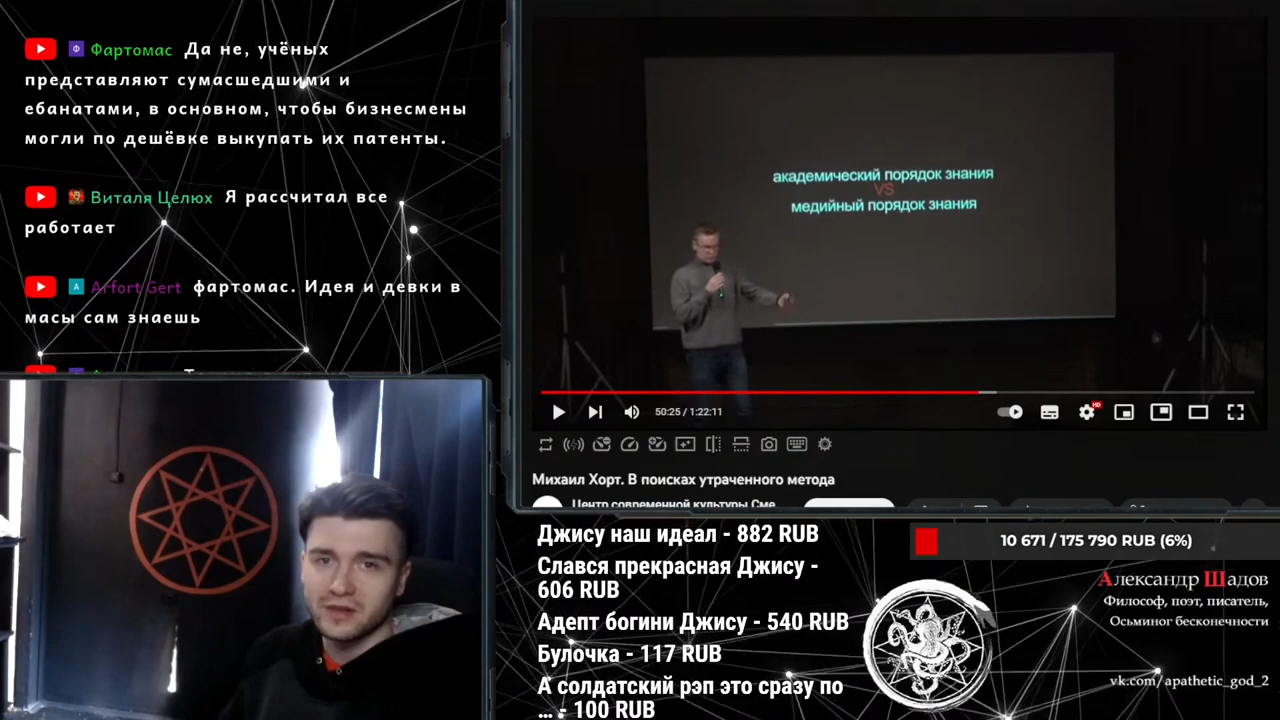 Фартомас Да не, учёных
представляют сумасшедшими и
ебанатами, в основном, чтобы бизнесмены
могли по дешёвке выкупать их патенты.
Виталя Целюх Я рассчитал все
работает
Arfort Gert фартомас. Идея и девки в
масы сам знаешь
академический порядок знания
VS
медийный порядок знания
50:25 / 1:22:11
HD
Михаил Хорт. В поисках утраченного метода
Центр современной культуры Сме
Джису наш идеал - 882 RUB
Славься прекрасная Джису -
606 RUB
Адепт богини Джису - 540 RUB
Булочка - 117 RUB
А солдатский рэп это сразу по
... - 100 RUB
10 671 / 175 790 RUB (6%)
Александр Шадов
Философ, поэт, писатель,
Осьминог бесконечности
vk.com/apathetic_god_2